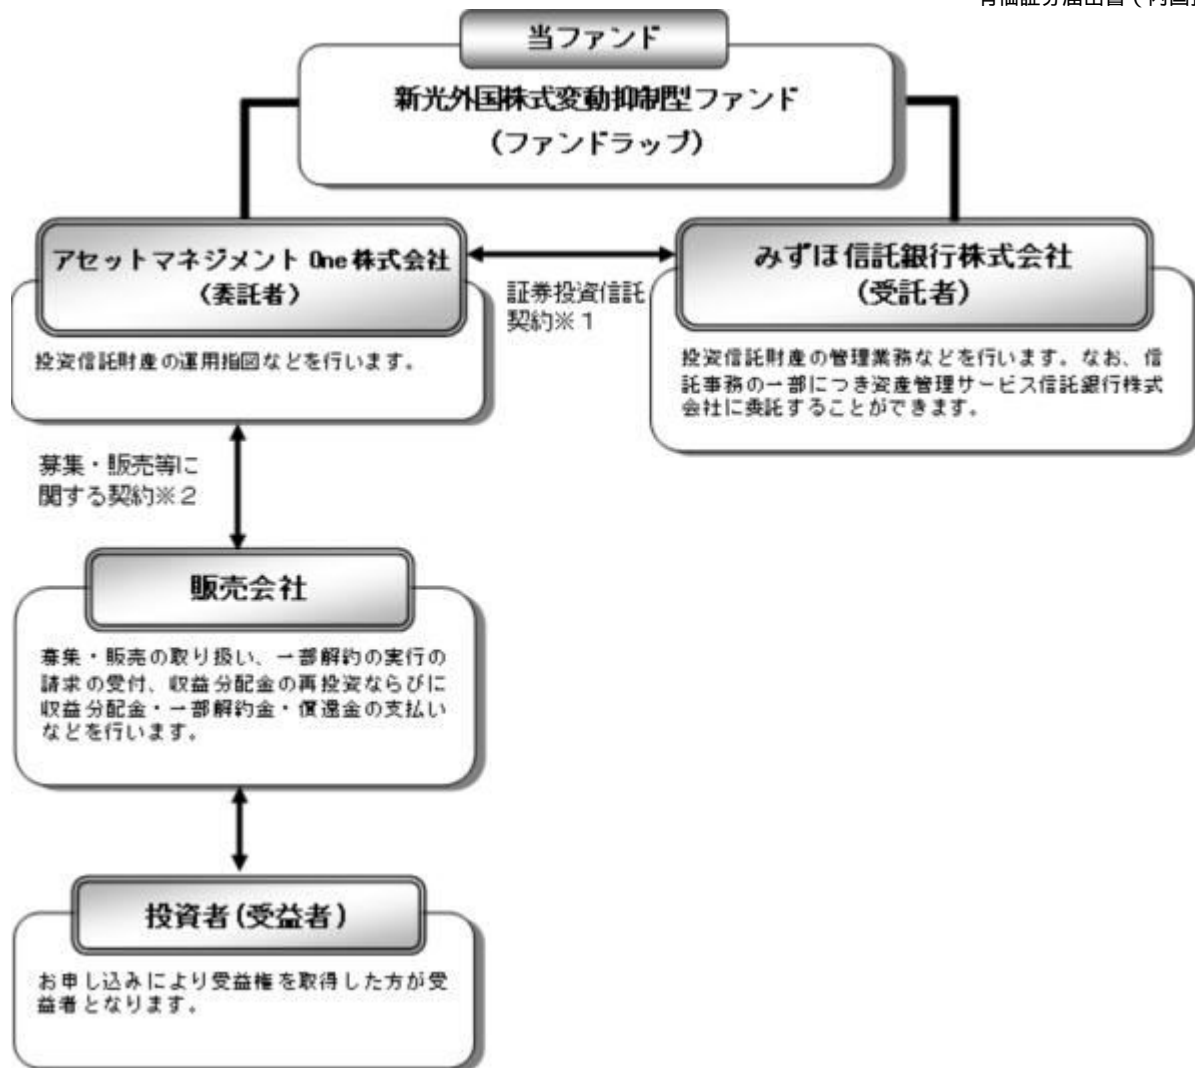 当ファンド
新光外国株式変動抑制型ファンド
(ファンドラップ)
アセットマネジメント One 株式会社
(委託者)
投資信託財産の運用指図などを行います。
証券投資信託
契約※1
みずほ信託銀行株式会社
(受託者)
投資信託財産の管理業務などを行います。なお、信
託事務の一部につき資産管理サービス信託銀行株式
会社に委託することができます。
募集・販売等に
関する契約※2
販売会社
募集・販売の取り扱い、一部解約の実行の
請求の受付、収益分配金の再投資ならびに
収益分配金・一部解約金・償還金の支払い
などを行います。
投資者(受益者)
お申し込みにより受益権を取得した方が受
益者となります。